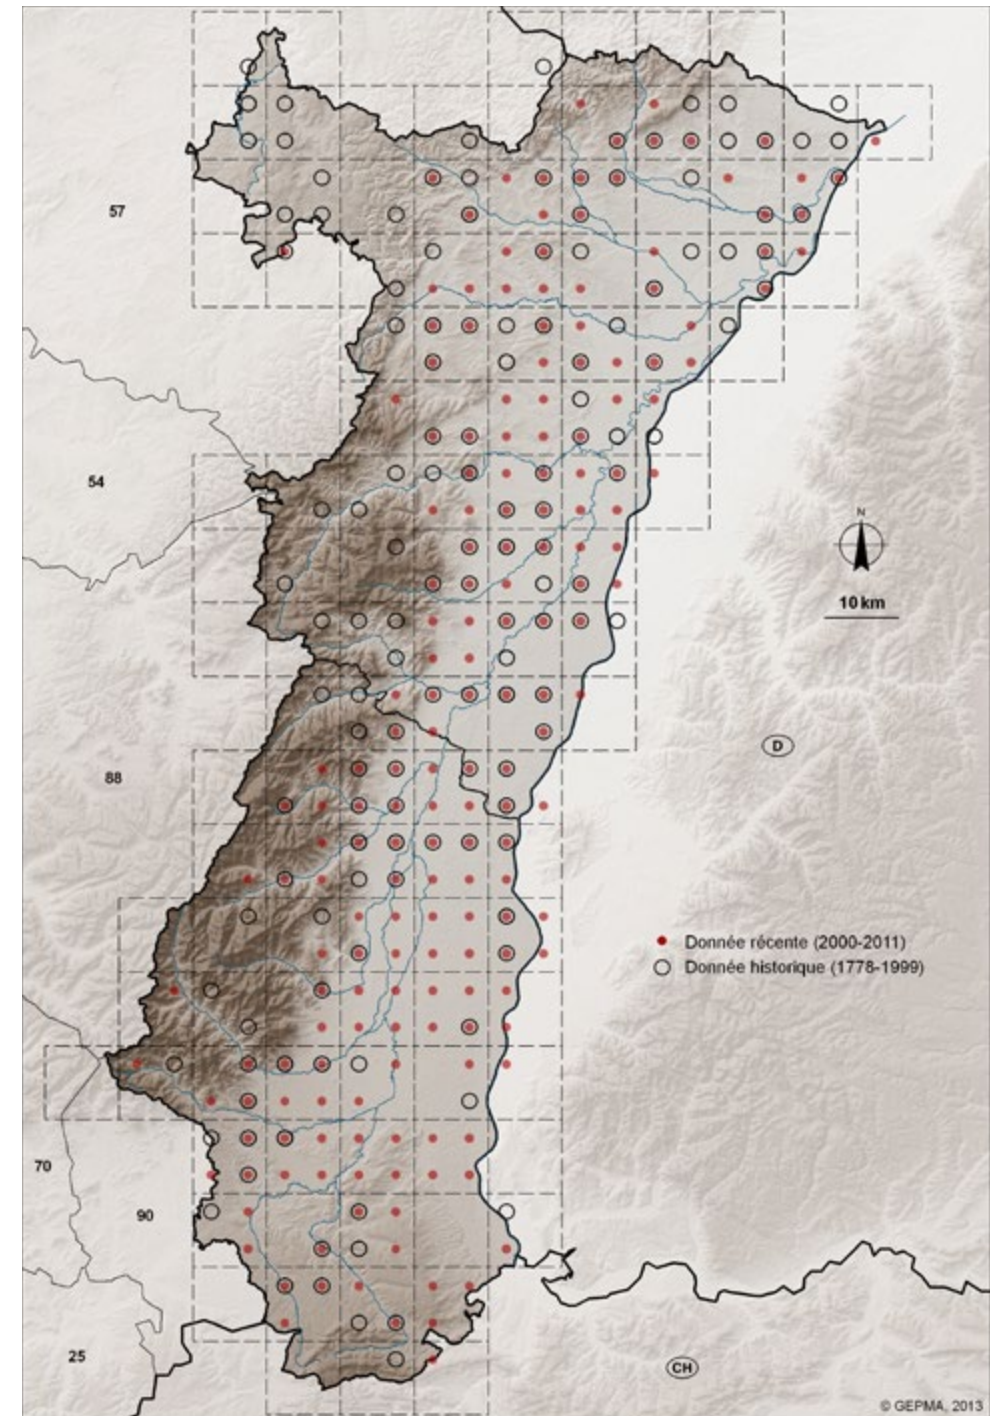 57
54
N
10 km
D
88
Donnée récente (2000-2011)
Donnée historique (1778-1999)
70
90
25
CH
© GEPMA, 2013